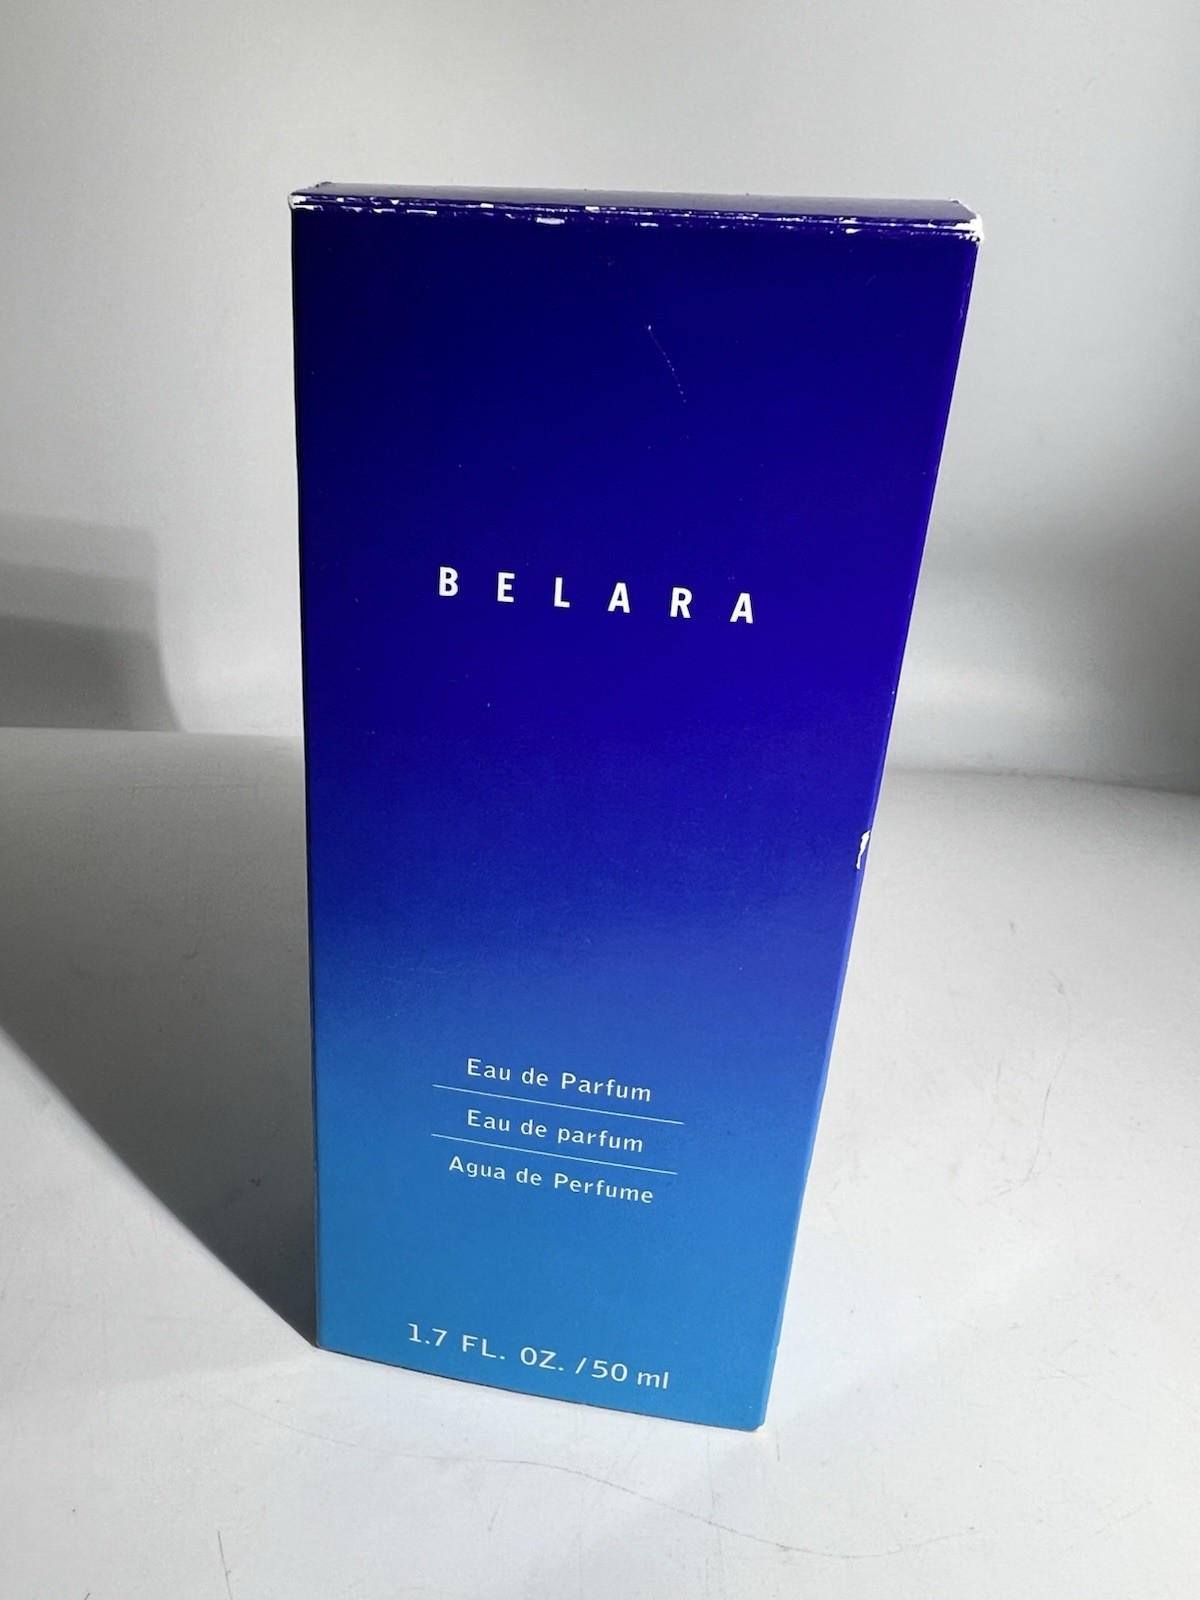 BELARA
Eau de Parfum
Eau de parfum
Agua de Perfume
1.7 FL. OZ. / 50 ml